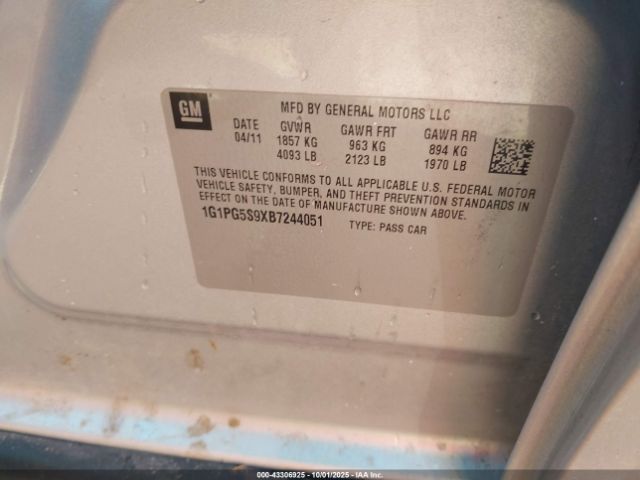 GM
MFD BY GENERAL MOTORS LLC
DATE GVWR GAWR FRT GAWR RR
04/11 1857 KG 963 KG 894 KG
4093 LB 2123 LB 1970 LB
THIS VEHICLE CONFORMS TO ALL APPLICABLE U.S. FEDERAL MOTOR
VEHICLE SAFETY, BUMPER, AND THEFT PREVENTION STANDARDS IN
EFFECT ON THE DATE OF MANUFACTURE SHOWN ABOVE.
1G1PG5S9XB7244051 TYPE: PASS CAR
000-43306925 - 10/01/2025 - IAA Inc.